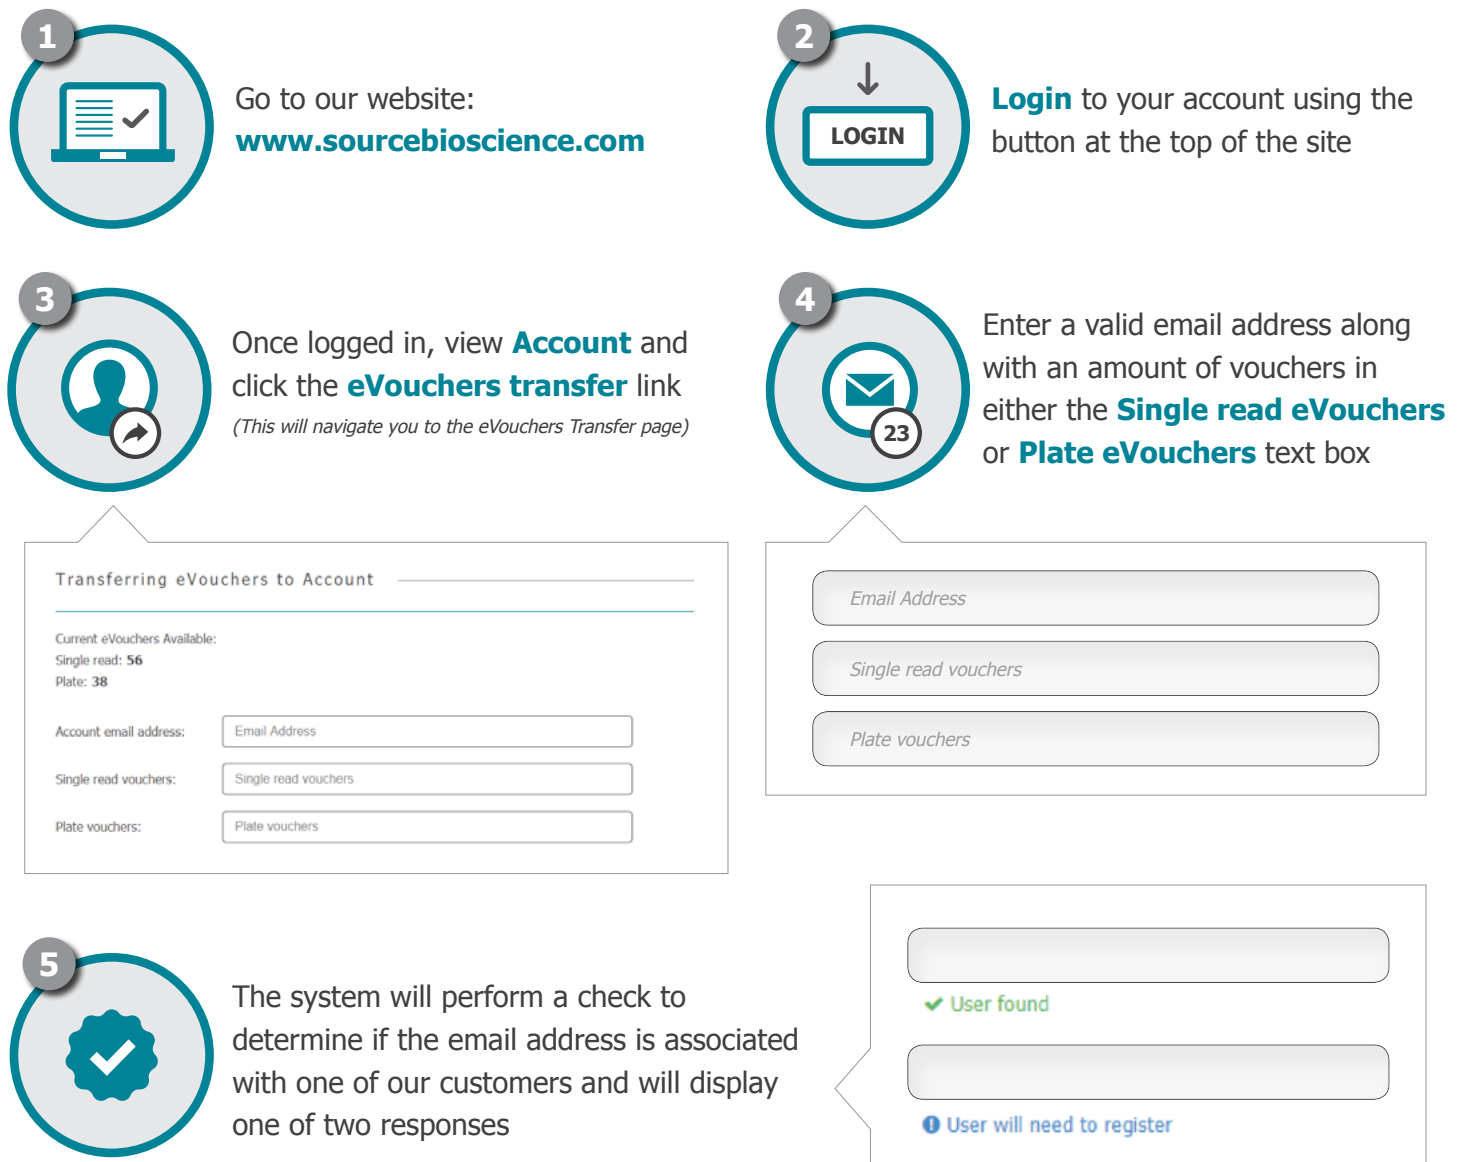 1
Go to our website:
www.sourcebioscience.com
2
LOGIN
Login to your account using the
button at the top of the site
3
Once logged in, view Account and
click the eVouchers transfer link
(This will navigate you to the eVouchers Transfer page)
4
23
Enter a valid email address along
with an amount of vouchers in
either the Single read eVouchers
or Plate eVouchers text box
Transferring eVouchers to Account
Current eVouchers Available:
Single read: 56
Plate: 38
Account email address: Email Address
Single read vouchers: Single read vouchers
Plate vouchers: Plate vouchers
Email Address
Single read vouchers
Plate vouchers
5
The system will perform a check to
determine if the email address is associated
with one of our customers and will display
one of two responses
User found
User will need to register